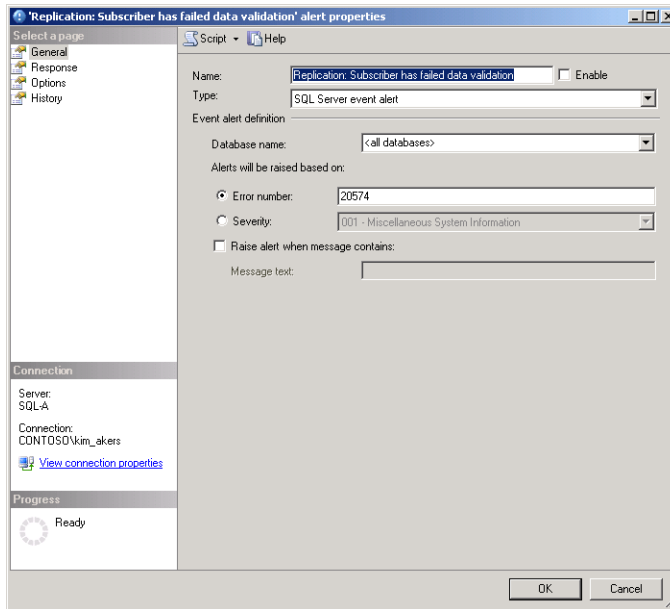 'Replication: Subscriber has failed data validation' alert properties
Select a page
General
Response
Options
History
Script
Help
Name:
Replication: Subscriber has failed data validation
Enable
Type:
SQL Server event alert
Event alert definition
Database name:
<all databases>
Alerts will be raised based on:
Error number:
20574
Severity:
001 - Miscellaneous System Information
Raise alert when message contains:
Message text:
Connection
Server:
SQL-A
Connection:
CONTOSO\kim_akers
View connection properties
Progress
Ready
OK
Cancel